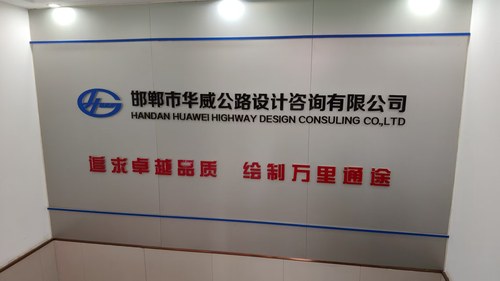 邯郸市华威公路设计咨询有限公司
HANDAN HUAWEI HIGHWAY DESIGN CONSULING CO.,LTD
追求卓越品质 绘制万里通途